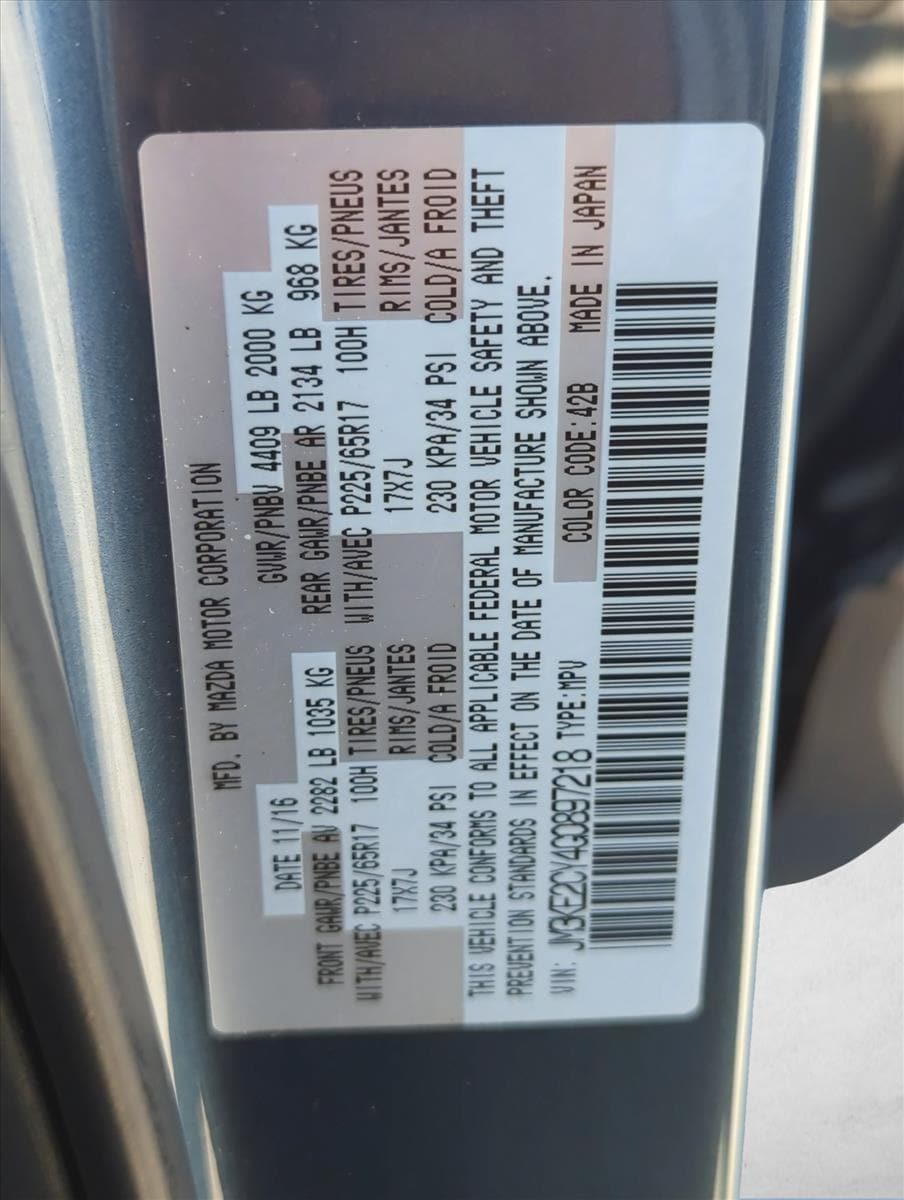 MFD. BY MAZDA MOTOR CORPORATION
DATE 11/16 GVWR/PNBV 4409 LB 2000 KG
FRONT GAWR/PNBE AV 2282 LB 1035 KG REAR GAWR/PNBE AR 2134 LB 968 KG
WITH/AVEC P225/65R17 100H TIRES/PNEUS WITH/AVEC P225/65R17 100H TIRES/PNEUS
17X7J RIMS/JANTES 17X7J RIMS/JANTES
230 KPA/34 PSI COLD/A FROID 230 KPA/34 PSI COLD/A FROID
THIS VEHICLE CONFORMS TO ALL APPLICABLE FEDERAL MOTOR VEHICLE SAFETY AND THEFT
PREVENTION STANDARDS IN EFFECT ON THE DATE OF MANUFACTURE SHOWN ABOVE.
VIN: JM3KE2CY4G0897218 TYPE:MPV COLOR CODE:42B MADE IN JAPAN